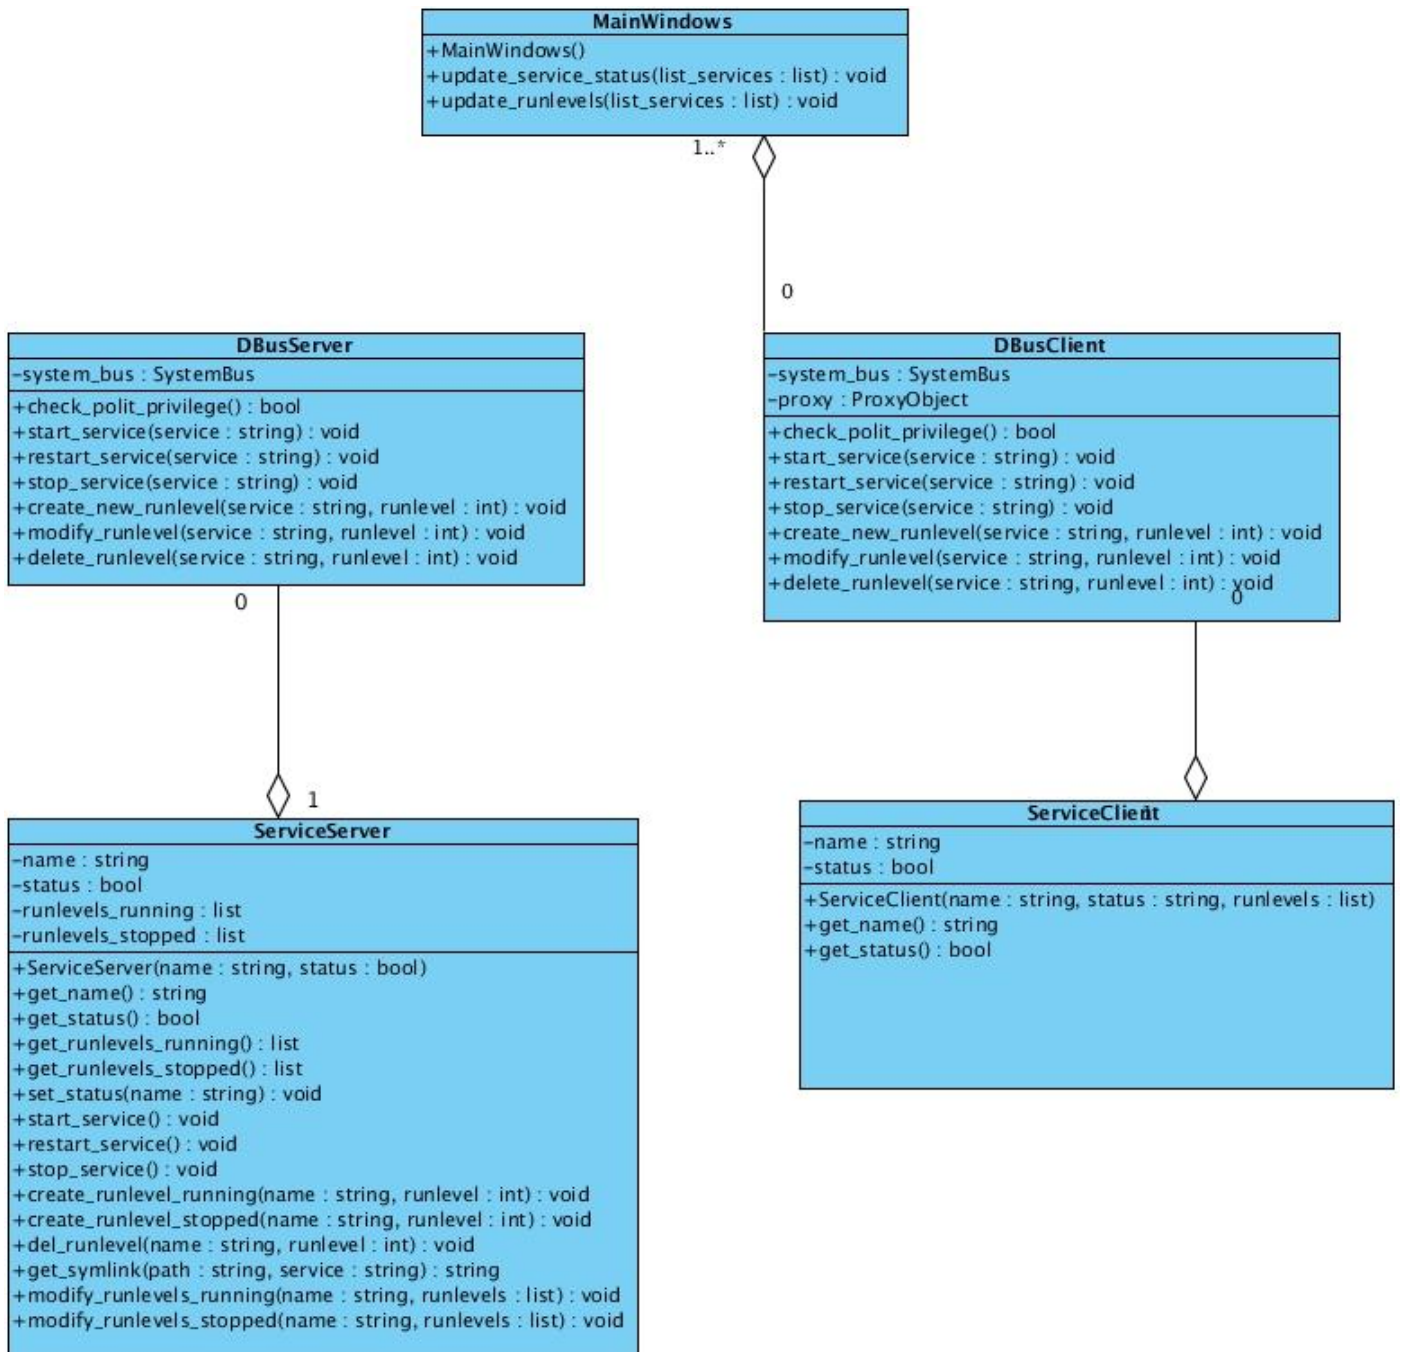 MainWindows
+MainWindows()
+update_service_status(list_services : list) : void
+update_runlevels(list_services : list) : void
1..*
0
DBusServer
-system_bus : SystemBus
+check_polit_privilege() : bool
+start_service(service : string) : void
+restart_service(service : string) : void
+stop_service(service : string) : void
+create_new_runlevel(service : string, runlevel : int) : void
+modify_runlevel(service : string, runlevel : int) : void
+delete_runlevel(service : string, runlevel : int) : void
0
DBusClient
-system_bus : SystemBus
-proxy : ProxyObject
+check_polit_privilege() : bool
+start_service(service : string) : void
+restart_service(service : string) : void
+stop_service(service : string) : void
+create_new_runlevel(service : string, runlevel : int) : void
+modify_runlevel(service : string, runlevel : int) : void
+delete_runlevel(service : string, runlevel : int) : void
0
1
ServiceServer
-name : string
-status : bool
-runlevels_running : list
-runlevels_stopped : list
+ServiceServer(name : string, status : bool)
+get_name() : string
+get_status() : bool
+get_runlevels_running() : list
+get_runlevels_stopped() : list
+set_status(name : string) : void
+start_service() : void
+restart_service() : void
+stop_service() : void
+create_runlevel_running(name : string, runlevel : int) : void
+create_runlevel_stopped(name : string, runlevel : int) : void
+del_runlevel(name : string, runlevel : int) : void
+get_symlink(path : string, service : string) : string
+modify_runlevels_running(name : string, runlevels : list) : void
+modify_runlevels_stopped(name : string, runlevels : list) : void
ServiceClient
1
-name : string
-status : bool
+ServiceClient(name : string, status : string, runlevels : list)
+get_name() : string
+get_status() : bool